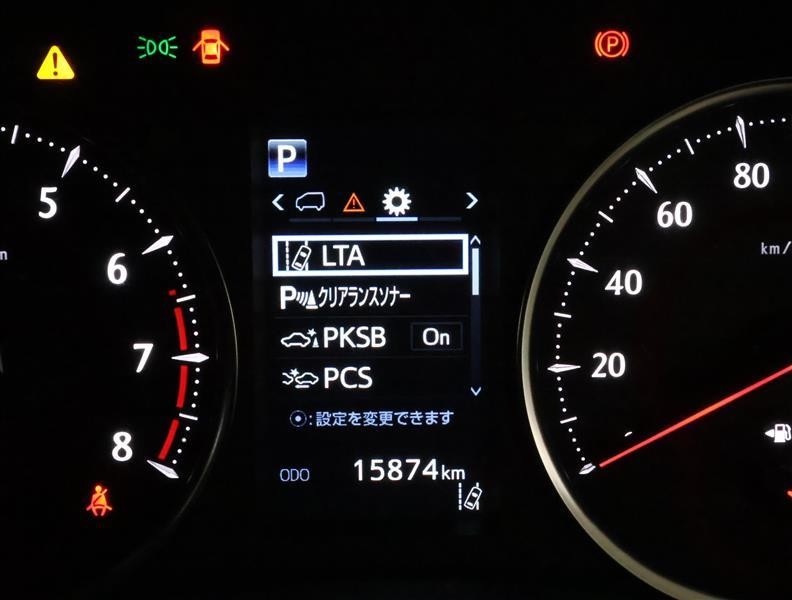 P
P
LTA
Pクリアランスソナー
PKSB On
PCS
:設定を変更できます
ODO 15874km
5
6
7
8
80
60
40
20
km/